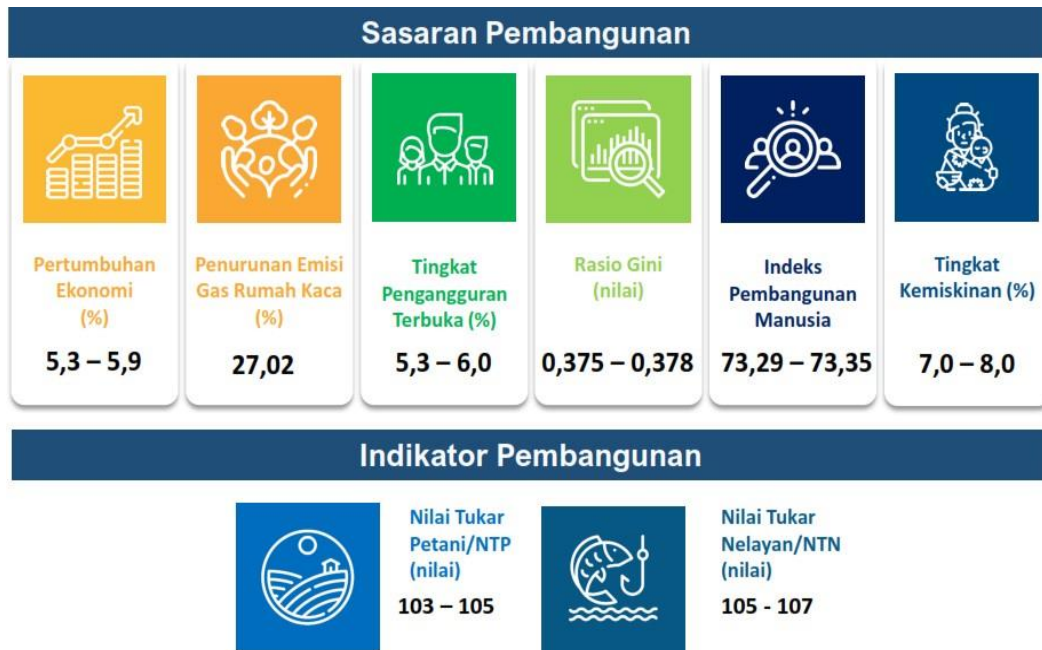 Sasaran Pembangunan
Pertumbuhan
Ekonomi
(%)
5,3 – 5,9
Penurunan Emisi
Gas Rumah Kaca
(%)
27,02
Tingkat
Pengangguran
Terbuka (%)
5,3 – 6,0
Rasio Gini
(nilai)
0,375 – 0,378
Indeks
Pembangunan
Manusia
73,29 – 73,35
Tingkat
Kemiskinan (%)
7,0 – 8,0
Indikator Pembangunan
Nilai Tukar
Petani/NTP
(nilai)
103 – 105
Nilai Tukar
Nelayan/NTN
(nilai)
105 - 107